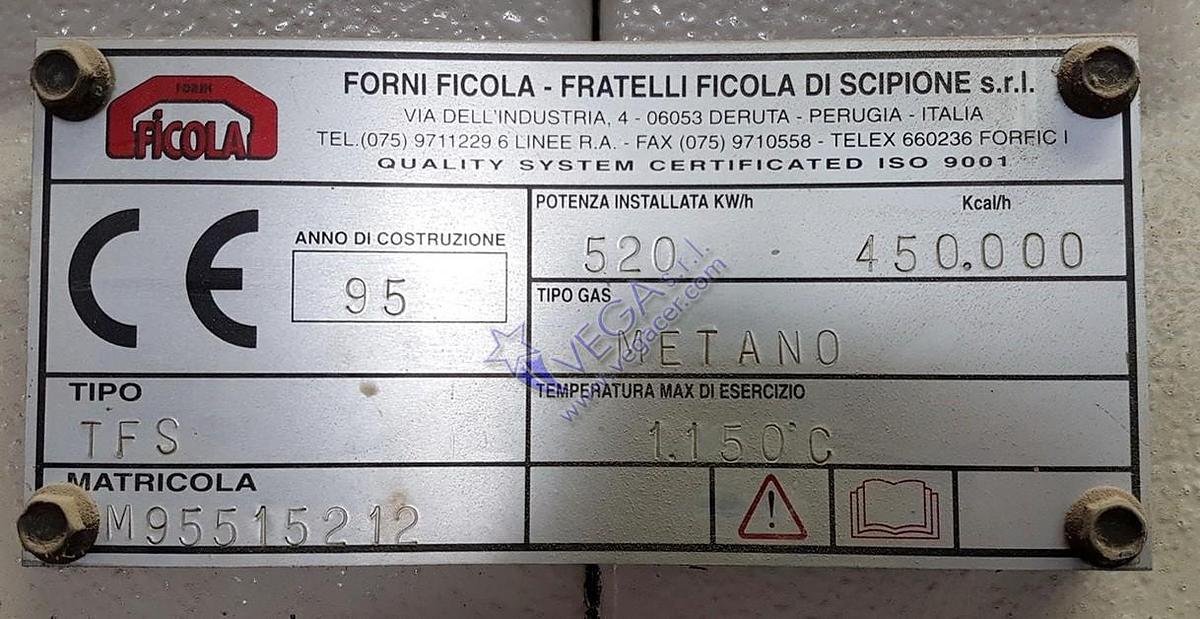 FORNI
FICOLA
FORNI FICOLA - FRATELLI FICOLA DI SCIPIONE s.r.l.
VIA DELL'INDUSTRIA, 4 - 06053 DERUTA - PERUGIA - ITALIA
TEL.(075) 9711229 6 LINEE R.A. - FAX (075) 9710558 - TELEX 660236 FORFIC I
QUALITY SYSTEM CERTIFICATED ISO 9001
CE
ANNO DI COSTRUZIONE
95
POTENZA INSTALLATA KW/h Kcal/h
520 450.000
TIPO GAS
METANO
TIPO
TFS
TEMPERATURA MAX DI ESERCIZIO
1.150°C
MATRICOLA
M95515212
!
VEGA s.r.l.
www.vegacer.com